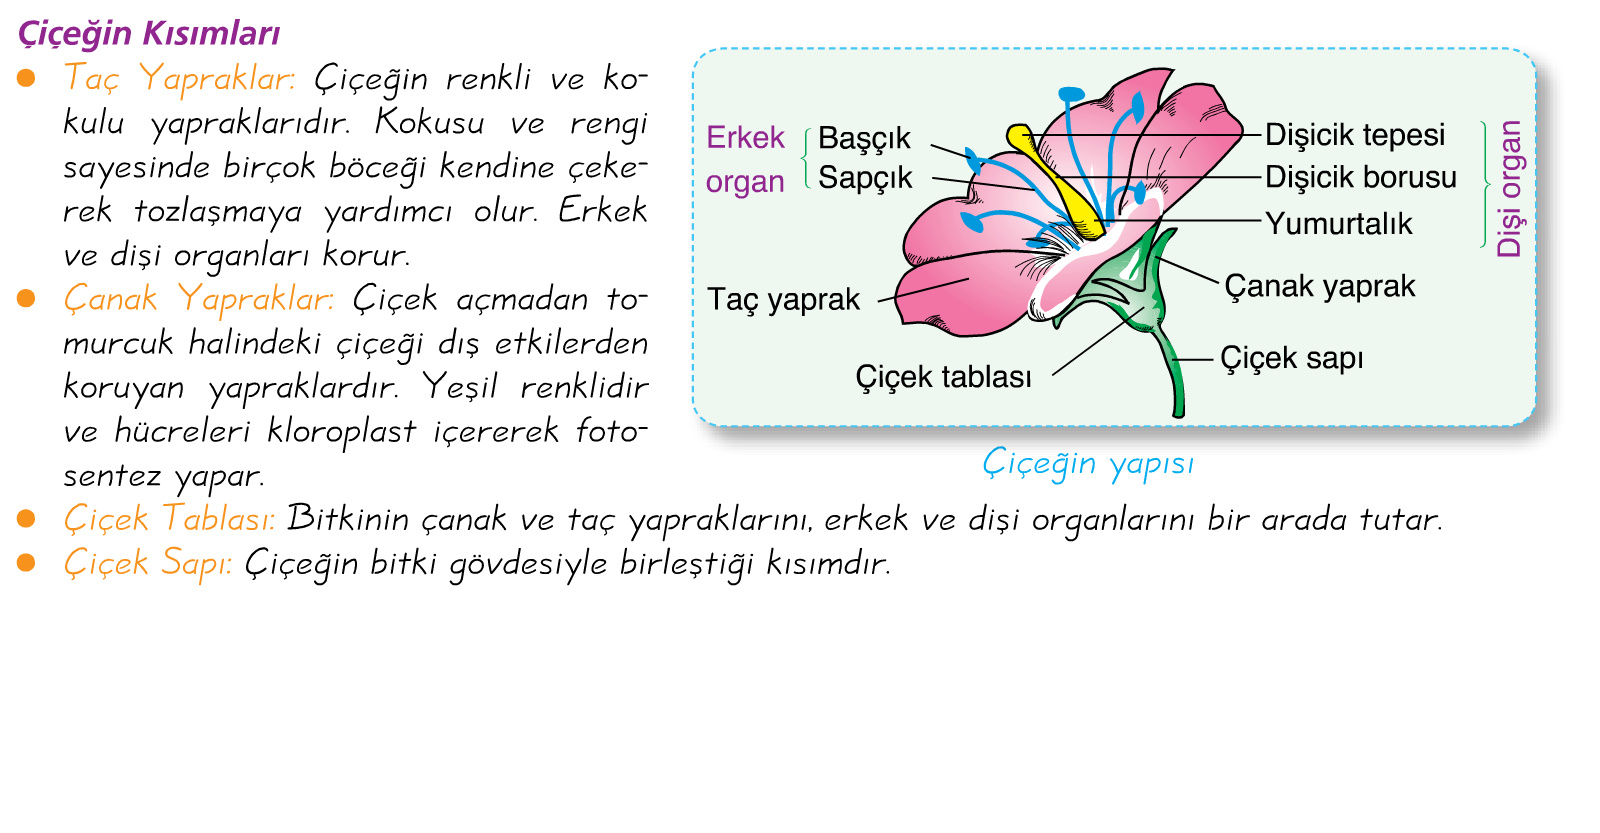 Çiçeğin Kısımları
Taç Yapraklar: Çiçeğin renkli ve ko-
kulu yapraklarıdır. Kokusu ve rengi
sayesinde birçok böceği kendine çeke-
rek tozlaşmaya yardımcı olur. Erkek
ve dişi organları korur.
Çanak Yapraklar: Çiçek açmadan to-
murcuk halindeki çiçeği dış etkilerden
koruyan yapraklardır. Yeşil renklidir
ve hücreleri kloroplast içererek foto-
sentez yapar.
Erkek
organ
Başçık
Sapçık
Taç yaprak
Çiçek tablası
Dişicik tepesi
Dişicik borusu
Yumurtalık
Dişi organ
Çanak yaprak
Çiçek sapı
Çiçeğin yapısı
Çiçek Tablası: Bitkinin çanak ve taç yapraklarını, erkek ve dişi organlarını bir arada tutar.
Çiçek Sapı: Çiçeğin bitki gövdesiyle birleştiği kısımdır.